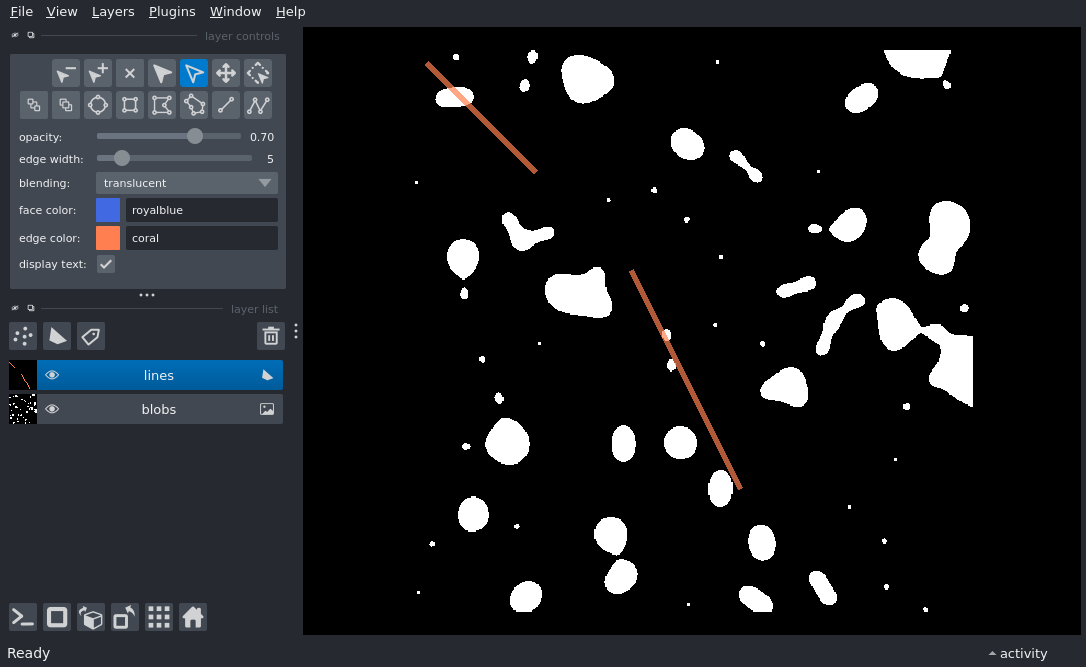 File View Layers Plugins Window Help
layer controls
opacity: 0.70
edge width: 5
blending: translucent
face color: royalblue
edge color: coral
display text:
layer list
lines
blobs
Ready
activity